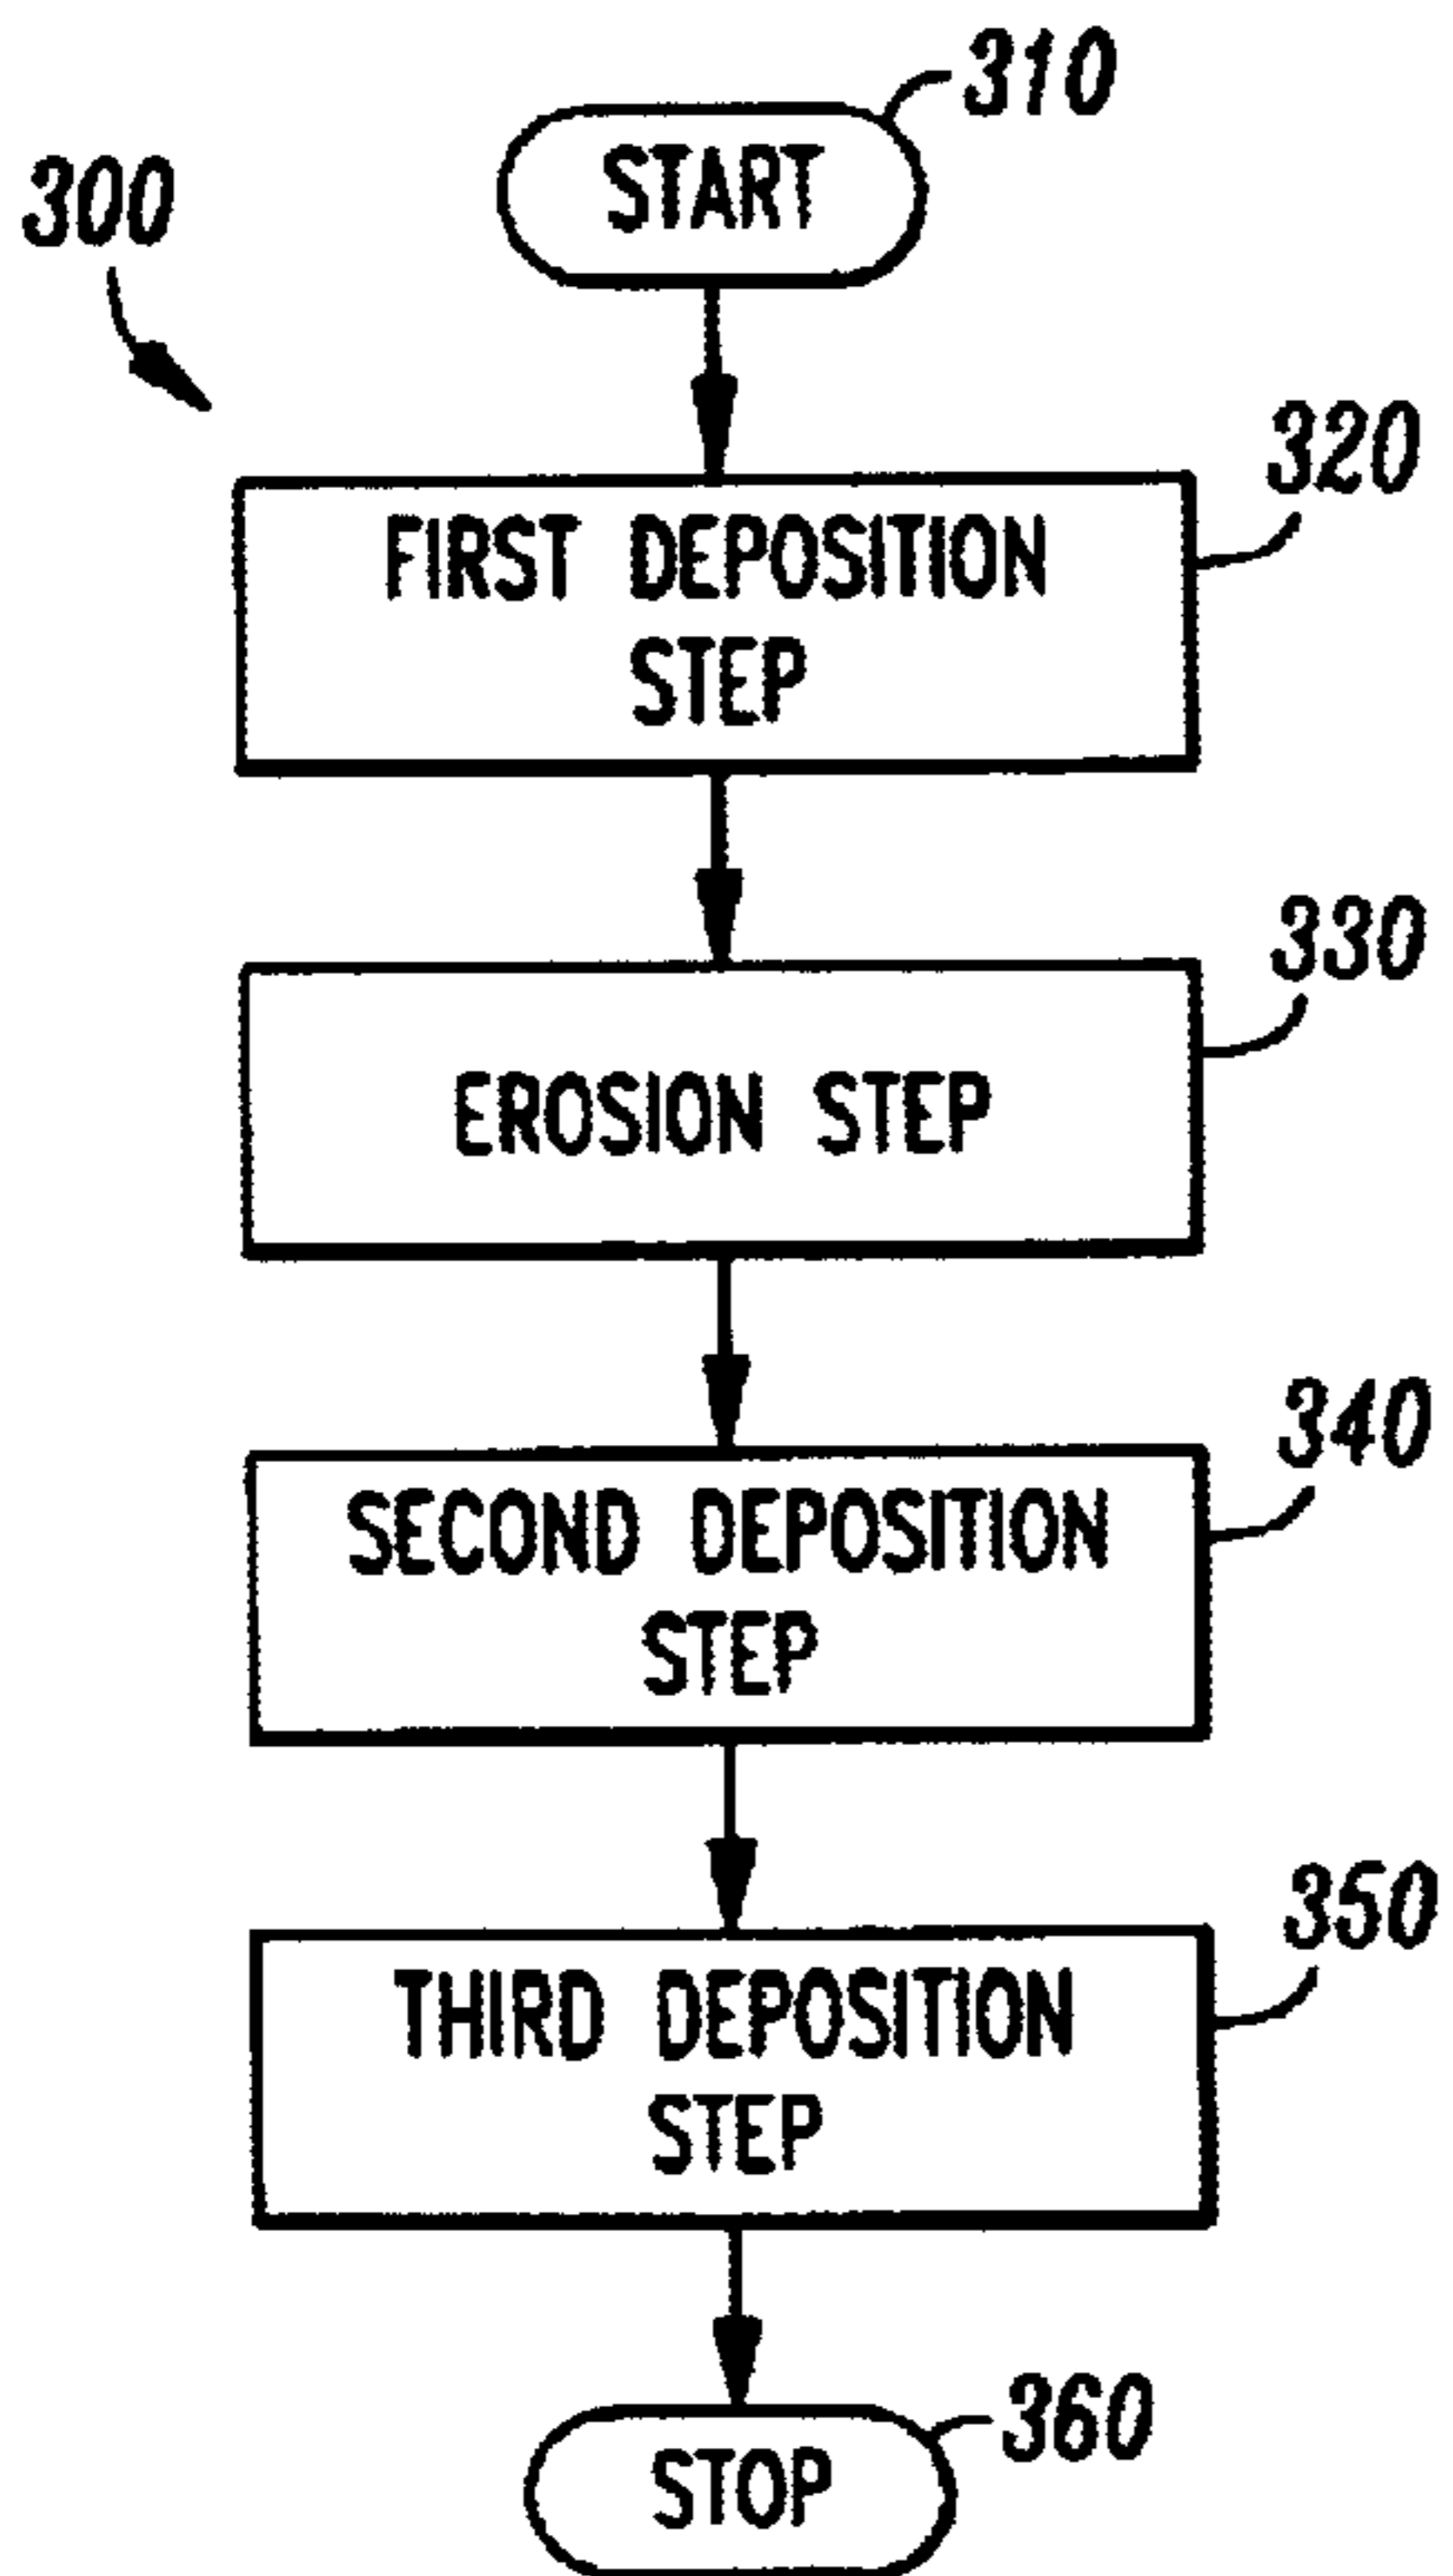 310
START
300
320
FIRST DEPOSITION
STEP
330
EROSION STEP
340
SECOND DEPOSITION
STEP
350
THIRD DEPOSITION
STEP
360
STOP